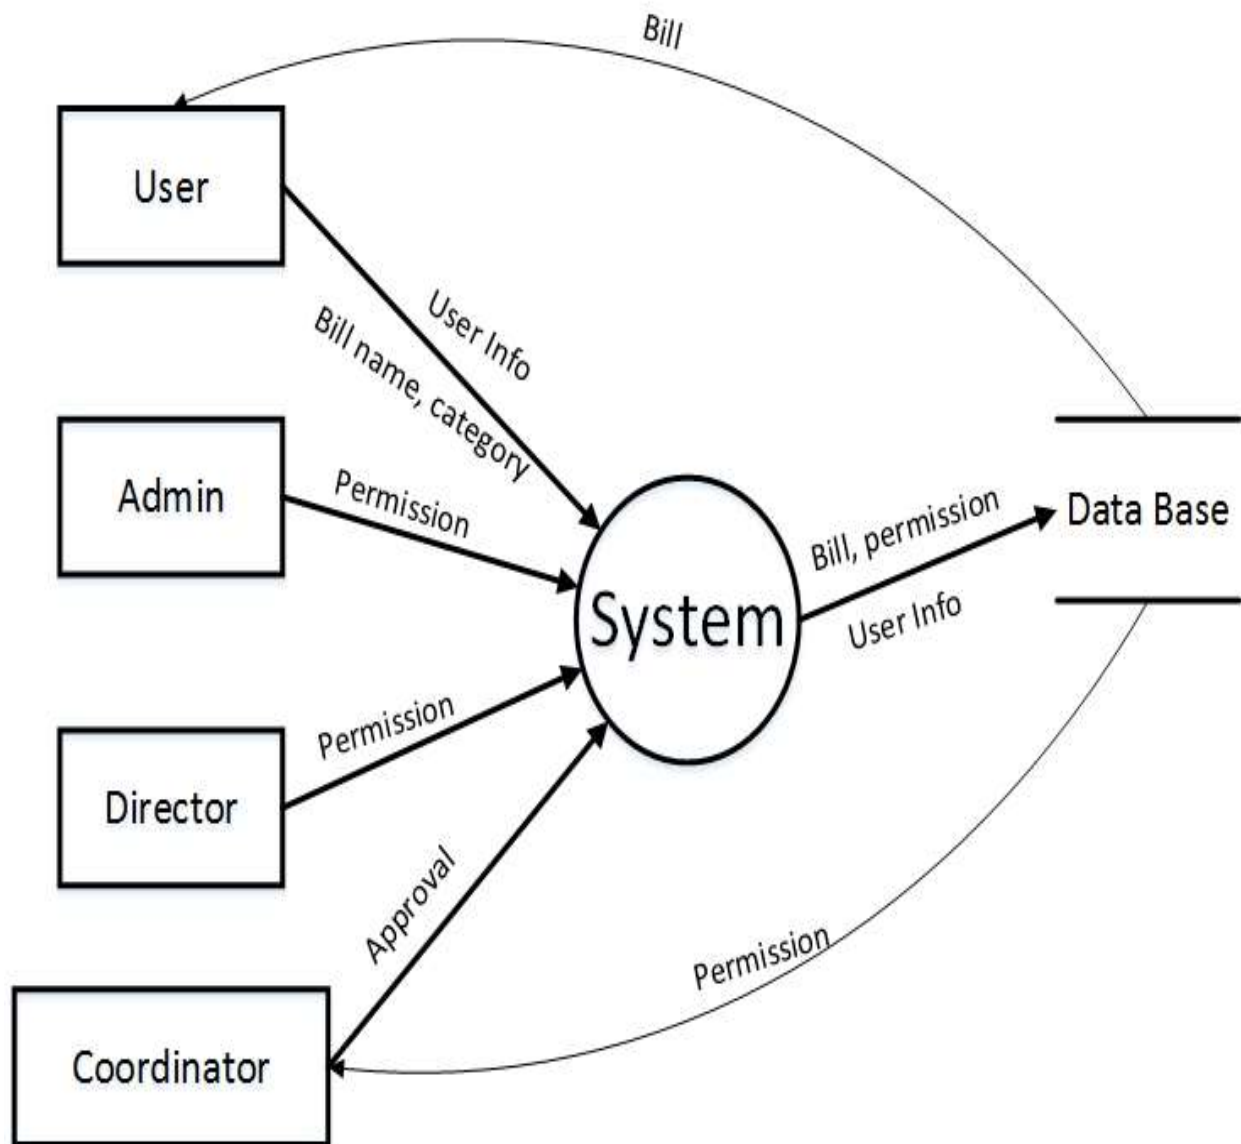 Bill
User
User Info
Bill name, category
Admin
Permission
System
Bill, permission
User Info
Data Base
Director
Permission
Approval
Permission
Coordinator